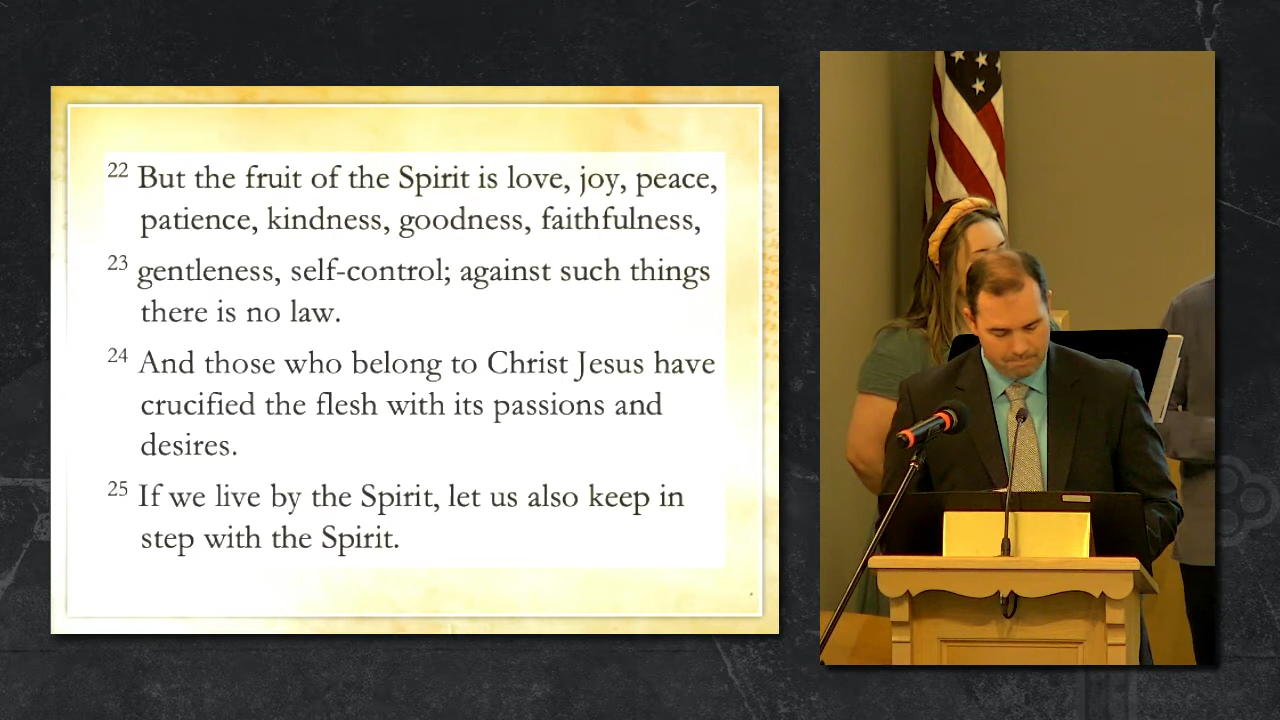 22 But the fruit of the Spirit is love, joy, peace,
patience, kindness, goodness, faithfulness,
23 gentleness, self-control; against such things
there is no law.
24 And those who belong to Christ Jesus have
crucified the flesh with its passions and
desires.
25 If we live by the Spirit, let us also keep in
step with the Spirit.